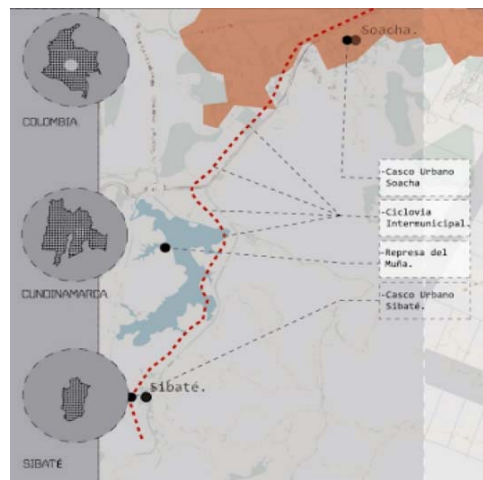 Soacha.
COLOMBIA
-Casco Urbano
Soacha
-Ciclovia
Intermunicipal.
-Represa del
Muña.
CUNDINAMARCA
-Casco Urbano
Sibaté.
Sibaté.
SIBATÉ